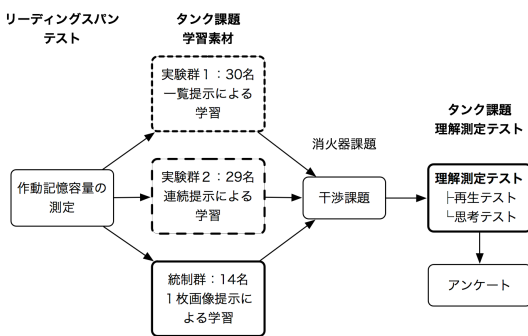 リーディングスパン
テスト
タンク課題
学習素材
実験群1：30名
一覧提示による
学習
作動記憶容量の
測定
実験群2：29名
連続提示による
学習
統制群：14名
1枚画像提示に
よる学習
消火器課題
干渉課題
タンク課題
理解測定テスト
理解測定テスト
├再生テスト
└思考テスト
アンケート